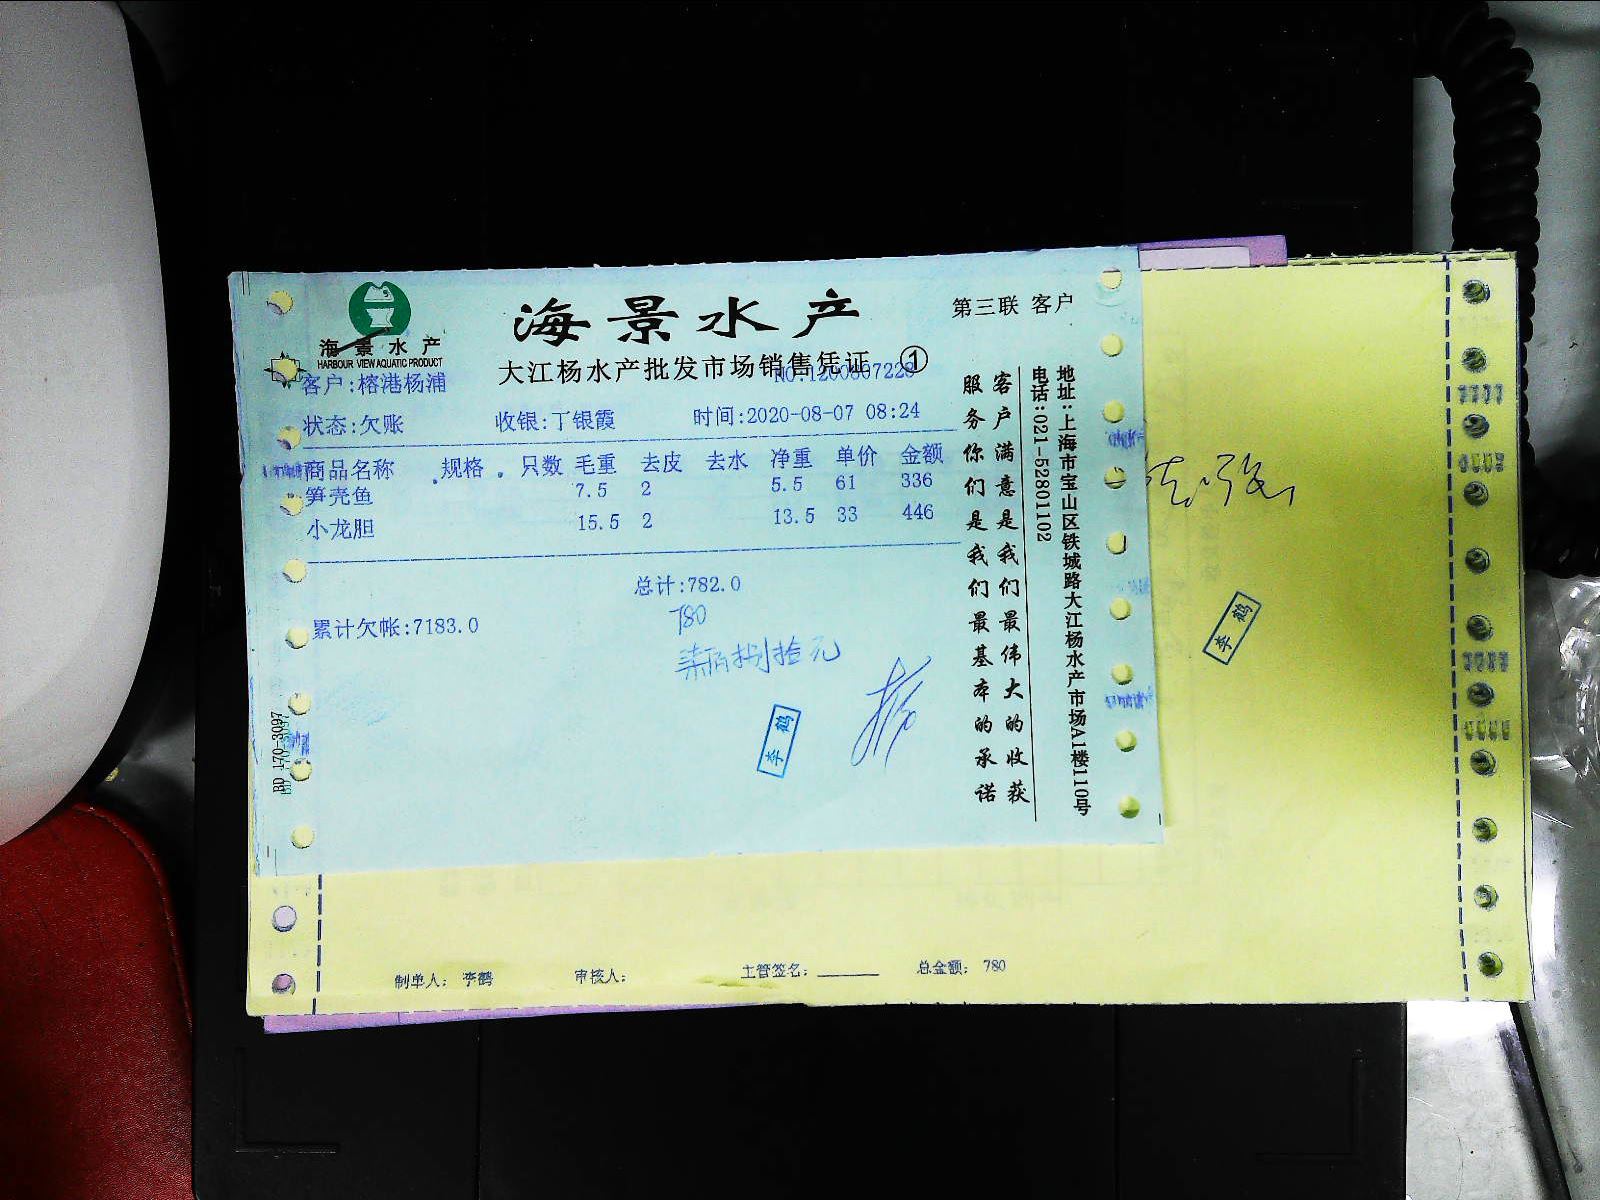 海景水产
HARBOUR VIEW AQUATIC PRODUCT
海景水产
第三联 客户
大江杨水产批发市场销售凭证 ①
客户:榕港杨浦
状态:欠账 收银:丁银霞 时间:2020-08-07 08:24
商品名称 规格 只数 毛重 去皮 去水 净重 单价 金额
笋壳鱼 7.5 2 5.5 61 336
小龙胆 15.5 2 13.5 33 446
总计:782.0
780
累计欠帐:7183.0
柒佰捌拾元
李鹤
客户满意是我们最伟大的收获
服务你们是我们最基本的承诺
地址:上海市宝山区铁城路大江杨水产市场A1楼110号
电话:021-52801102
BD 170-3097
李鹤
制单人: 李鹤 审核人: 主管签名: 总金额: 780